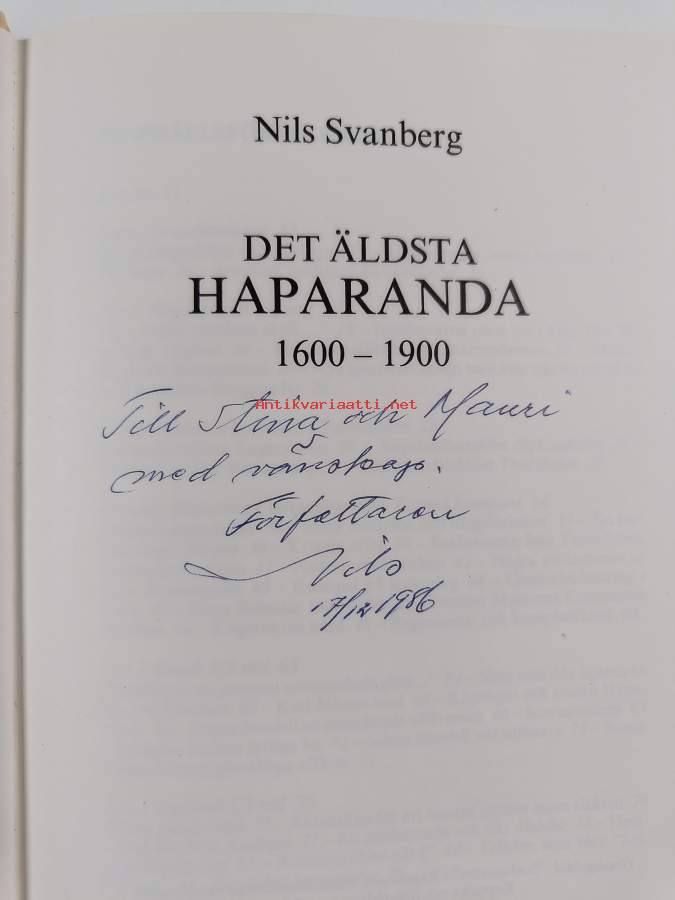 Nils Svanberg
DET ÄLDSTA
HAPARANDA
1600 – 1900
Antikvariaatti.net
Till Stina och Mauri
med vänskap.
Författaren
Nils
17/12 1986